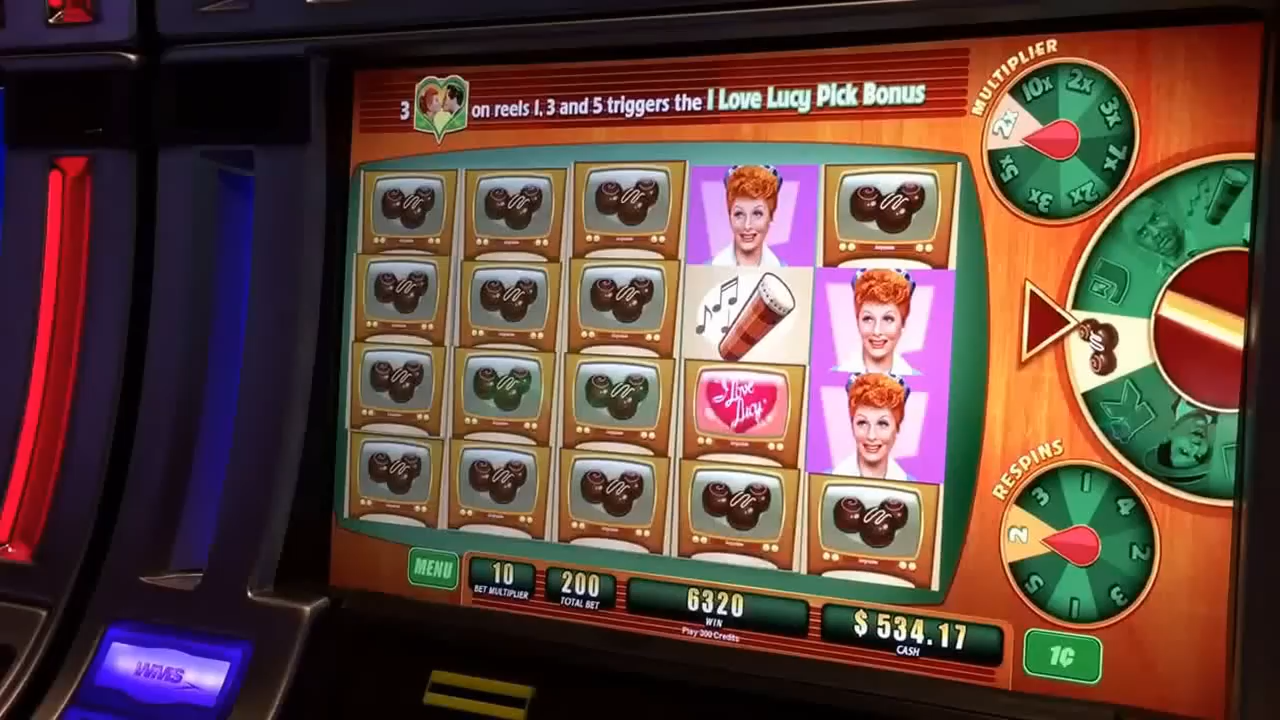 3 on reels 1, 3 and 5 triggers the I Love Lucy Pick Bonus
MULTIPLIER
10x
2x
3x
7x
2x
3x
5x
2x
I Love Lucy
RESPINS
1
4
2
3
1
5
2
3
MENU
10
BET MULTIPLIER
200
TOTAL BET
6320
WIN
Play 300 Credits
$534.17
CASH
1¢
WMS